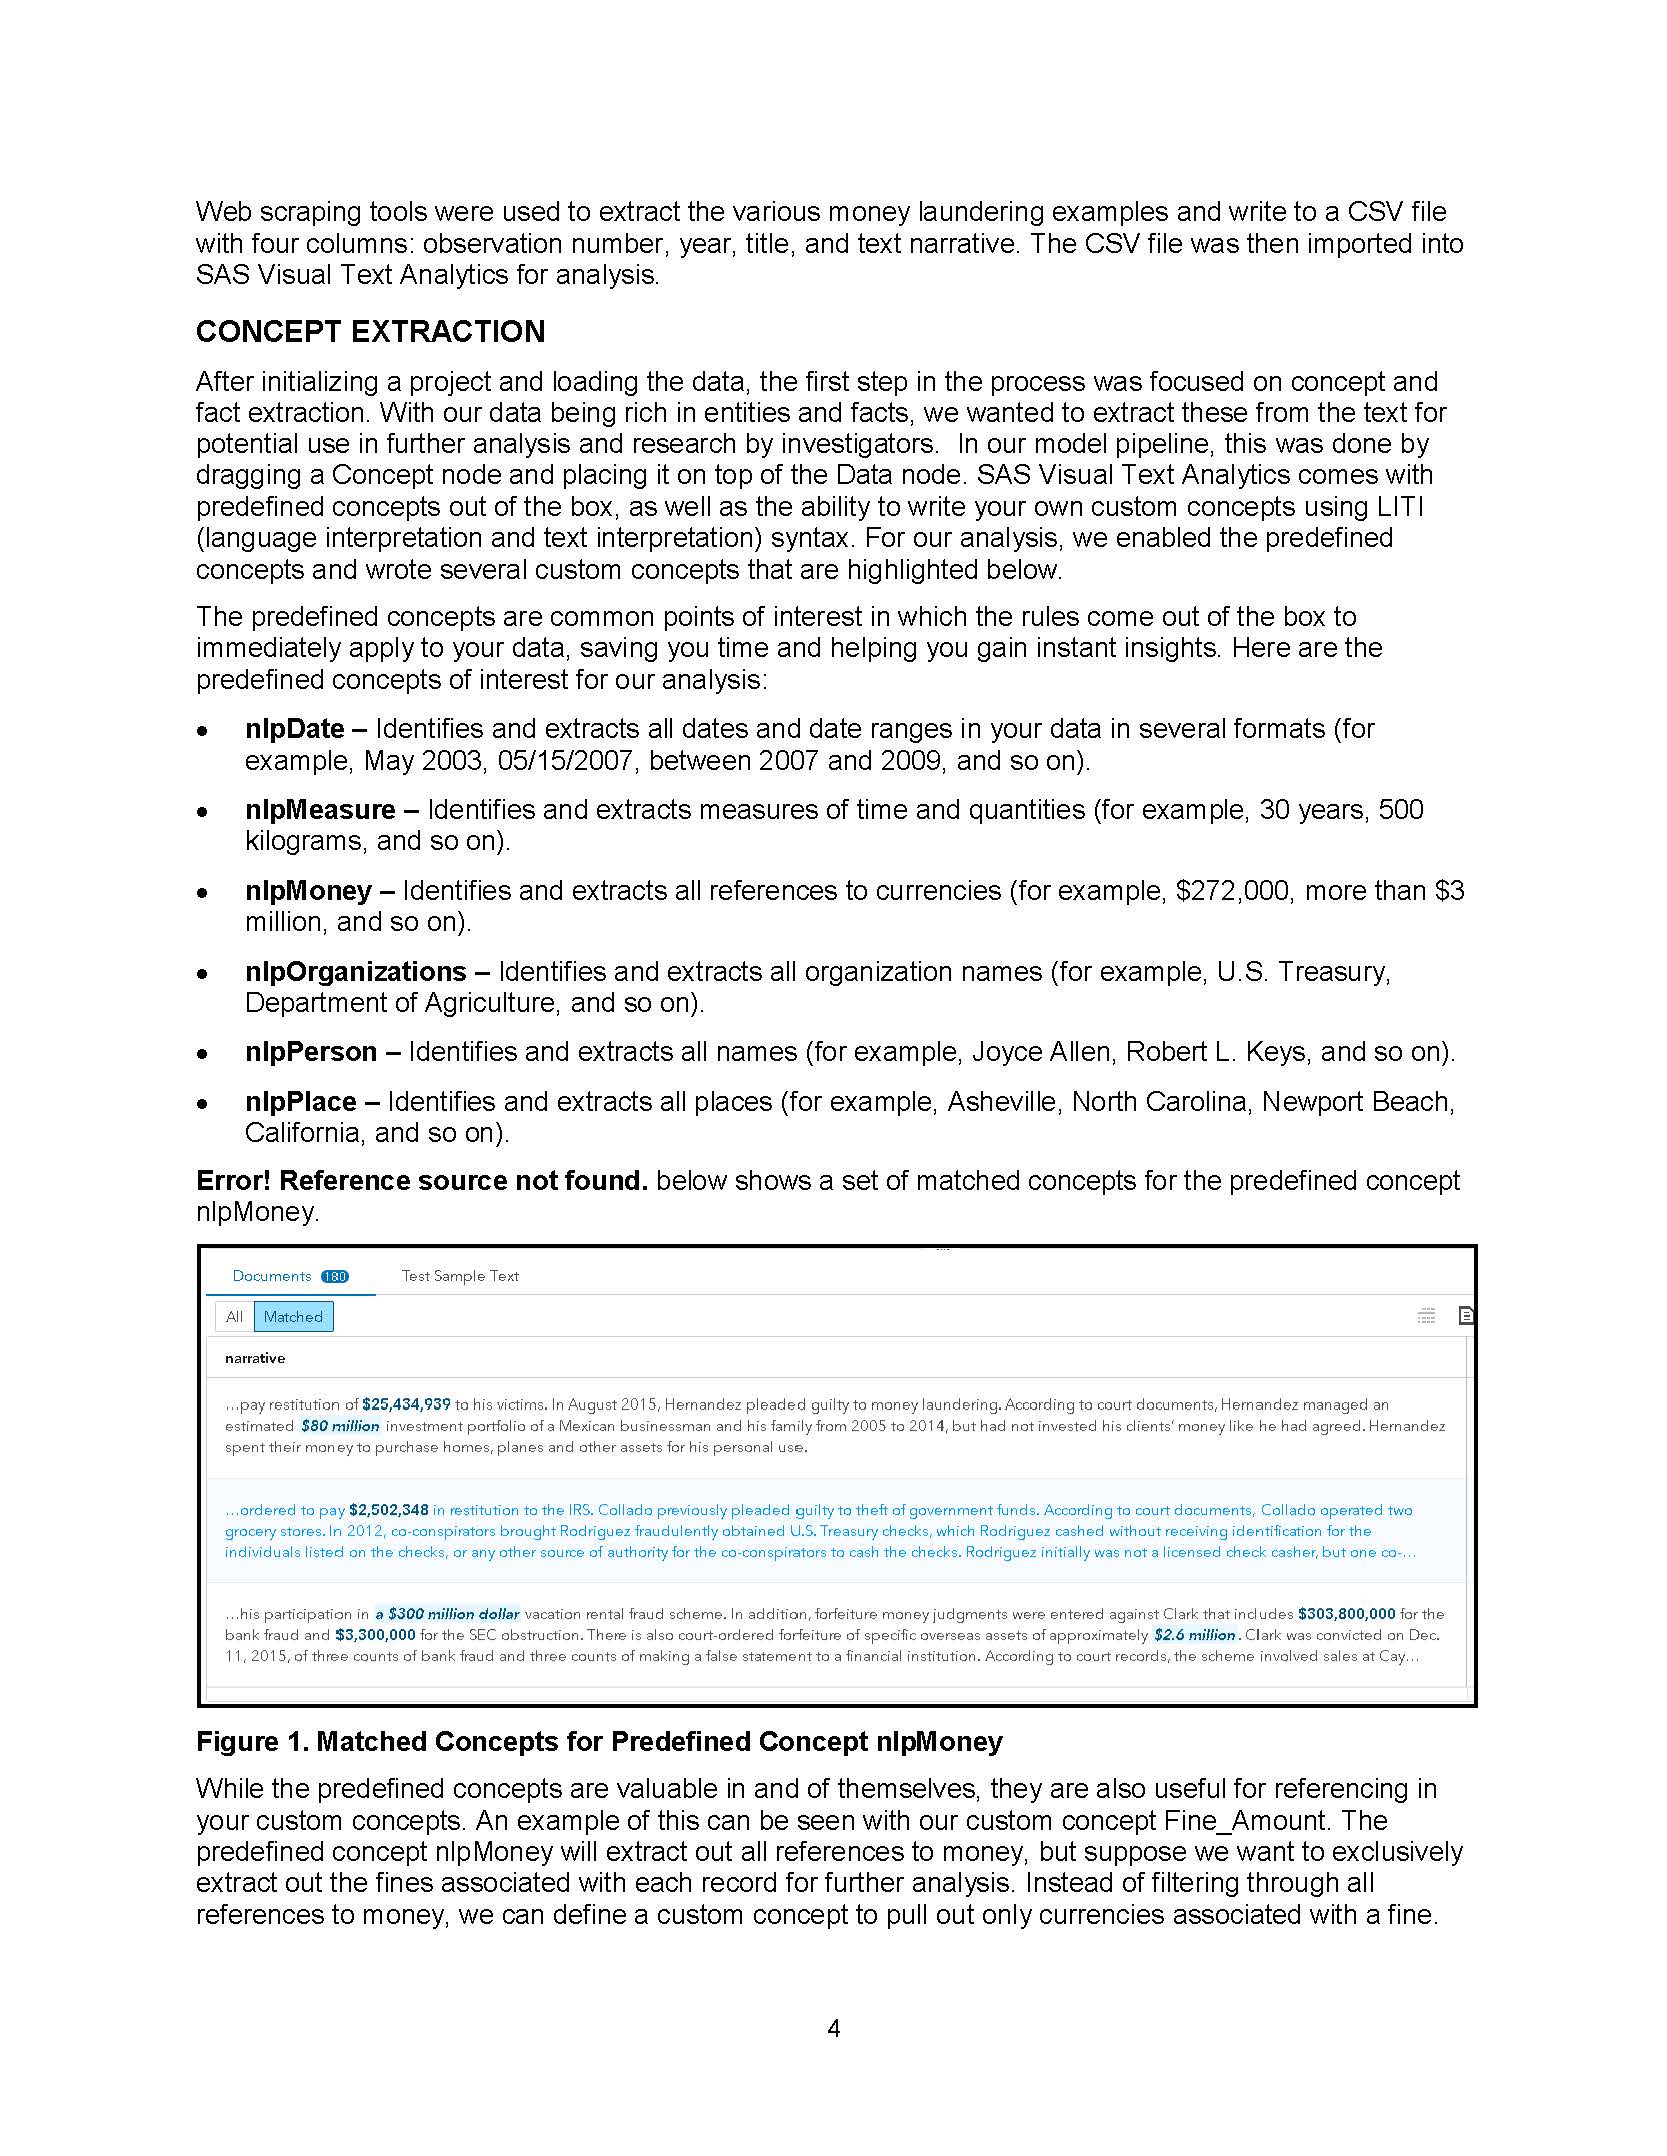 Web scraping tools were used to extract the various money laundering examples and write to a CSV file
with four columns: observation number, year, title, and text narrative. The CSV file was then imported into
SAS Visual Text Analytics for analysis.
CONCEPT EXTRACTION
After initializing a project and loading the data, the first step in the process was focused on concept and
fact extraction. With our data being rich in entities and facts, we wanted to extract these from the text for
potential use in further analysis and research by investigators.  In our model pipeline, this was done by
dragging a Concept node and placing it on top of the Data node. SAS Visual Text Analytics comes with
predefined concepts out of the box, as well as the ability to write your own custom concepts using LITI
(language interpretation and text interpretation) syntax. For our analysis, we enabled the predefined
concepts and wrote several custom concepts that are highlighted below.
The predefined concepts are common points of interest in which the rules come out of the box to
immediately apply to your data, saving you time and helping you gain instant insights. Here are the
predefined concepts of interest for our analysis:
• nlpDate – Identifies and extracts all dates and date ranges in your data in several formats (for
example, May 2003, 05/15/2007, between 2007 and 2009, and so on).
• nlpMeasure – Identifies and extracts measures of time and quantities (for example, 30 years, 500
kilograms, and so on).
• nlpMoney – Identifies and extracts all references to currencies (for example, $272,000, more than $3
million, and so on).
• nlpOrganizations – Identifies and extracts all organization names (for example, U.S. Treasury,
Department of Agriculture, and so on).
• nlpPerson – Identifies and extracts all names (for example, Joyce Allen, Robert L. Keys, and so on).
• nlpPlace – Identifies and extracts all places (for example, Asheville, North Carolina, Newport Beach,
California, and so on).
Error! Reference source not found. below shows a set of matched concepts for the predefined concept
nlpMoney.
Documents 180 Test Sample Text
All Matched
narrative
...pay restitution of $25,434,939 to his victims. In August 2015, Hernandez pleaded guilty to money laundering. According to court documents, Hernandez managed an
estimated $80 million investment portfolio of a Mexican businessman and his family from 2005 to 2014, but had not invested his clients' money like he had agreed. Hernandez
spent their money to purchase homes, planes and other assets for his personal use.
...ordered to pay $2,502,348 in restitution to the IRS. Collado previously pleaded guilty to theft of government funds. According to court documents, Collado operated two
grocery stores. In 2012, co-conspirators brought Rodriguez fraudulently obtained U.S. Treasury checks, which Rodriguez cashed without receiving identification for the
individuals listed on the checks, or any other source of authority for the co-conspirators to cash the checks. Rodriguez initially was not a licensed check casher, but one co-...
...his participation in a $300 million dollar vacation rental fraud scheme. In addition, forfeiture money judgments were entered against Clark that includes $303,800,000 for the
bank fraud and $3,300,000 for the SEC obstruction. There is also court-ordered forfeiture of specific overseas assets of approximately $2.6 million. Clark was convicted on Dec.
11, 2015, of three counts of bank fraud and three counts of making a false statement to a financial institution. According to court records, the scheme involved sales at Cay...
Figure 1. Matched Concepts for Predefined Concept nlpMoney
While the predefined concepts are valuable in and of themselves, they are also useful for referencing in
your custom concepts. An example of this can be seen with our custom concept Fine_Amount. The
predefined concept nlpMoney will extract out all references to money, but suppose we want to exclusively
extract out the fines associated with each record for further analysis. Instead of filtering through all
references to money, we can define a custom concept to pull out only currencies associated with a fine.
4